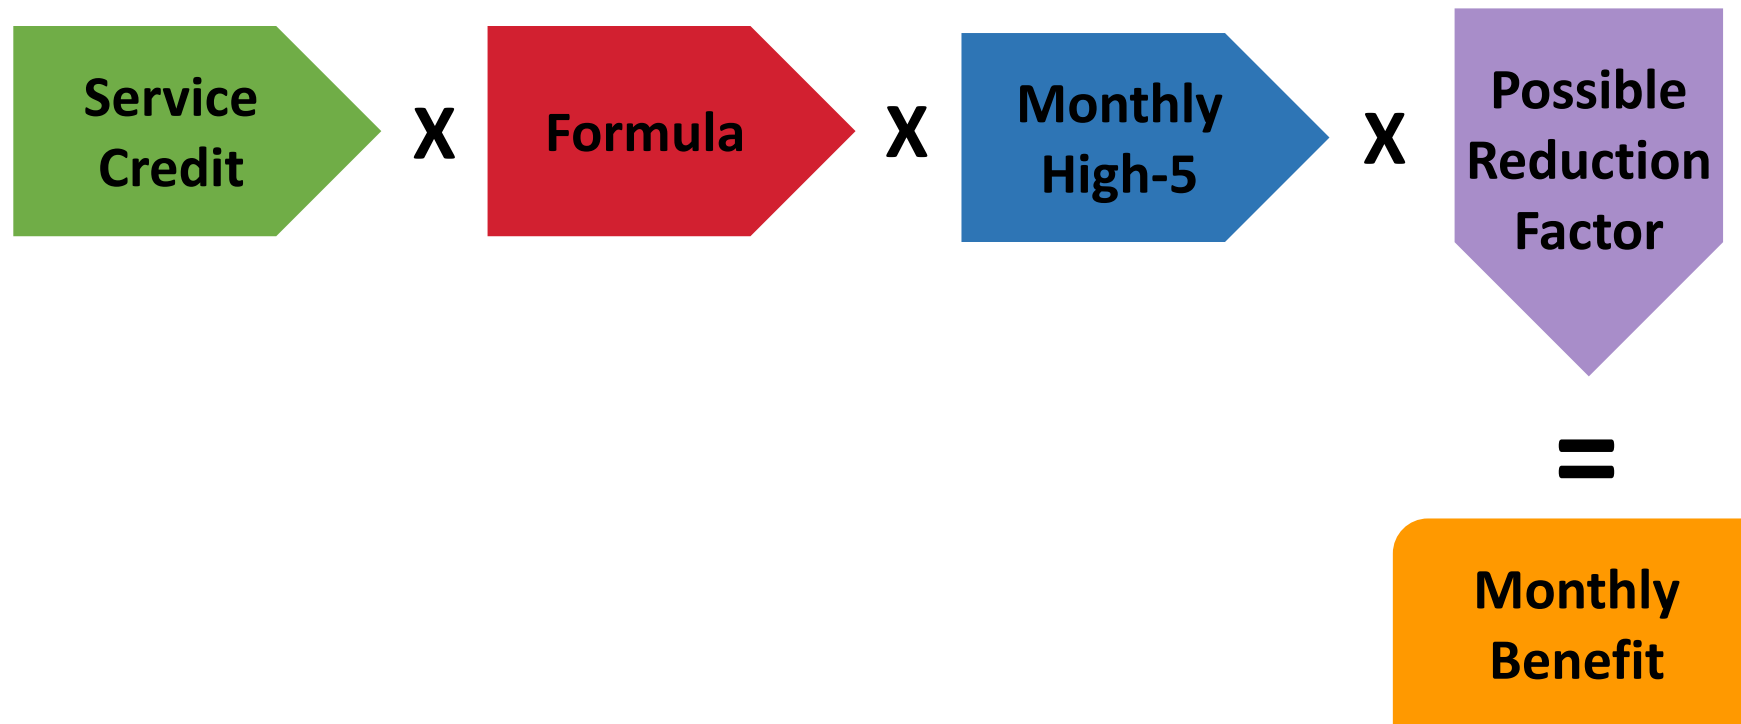 Service
Credit
X
Formula
X
Monthly
High-5
X
Possible
Reduction
Factor
=
Monthly
Benefit